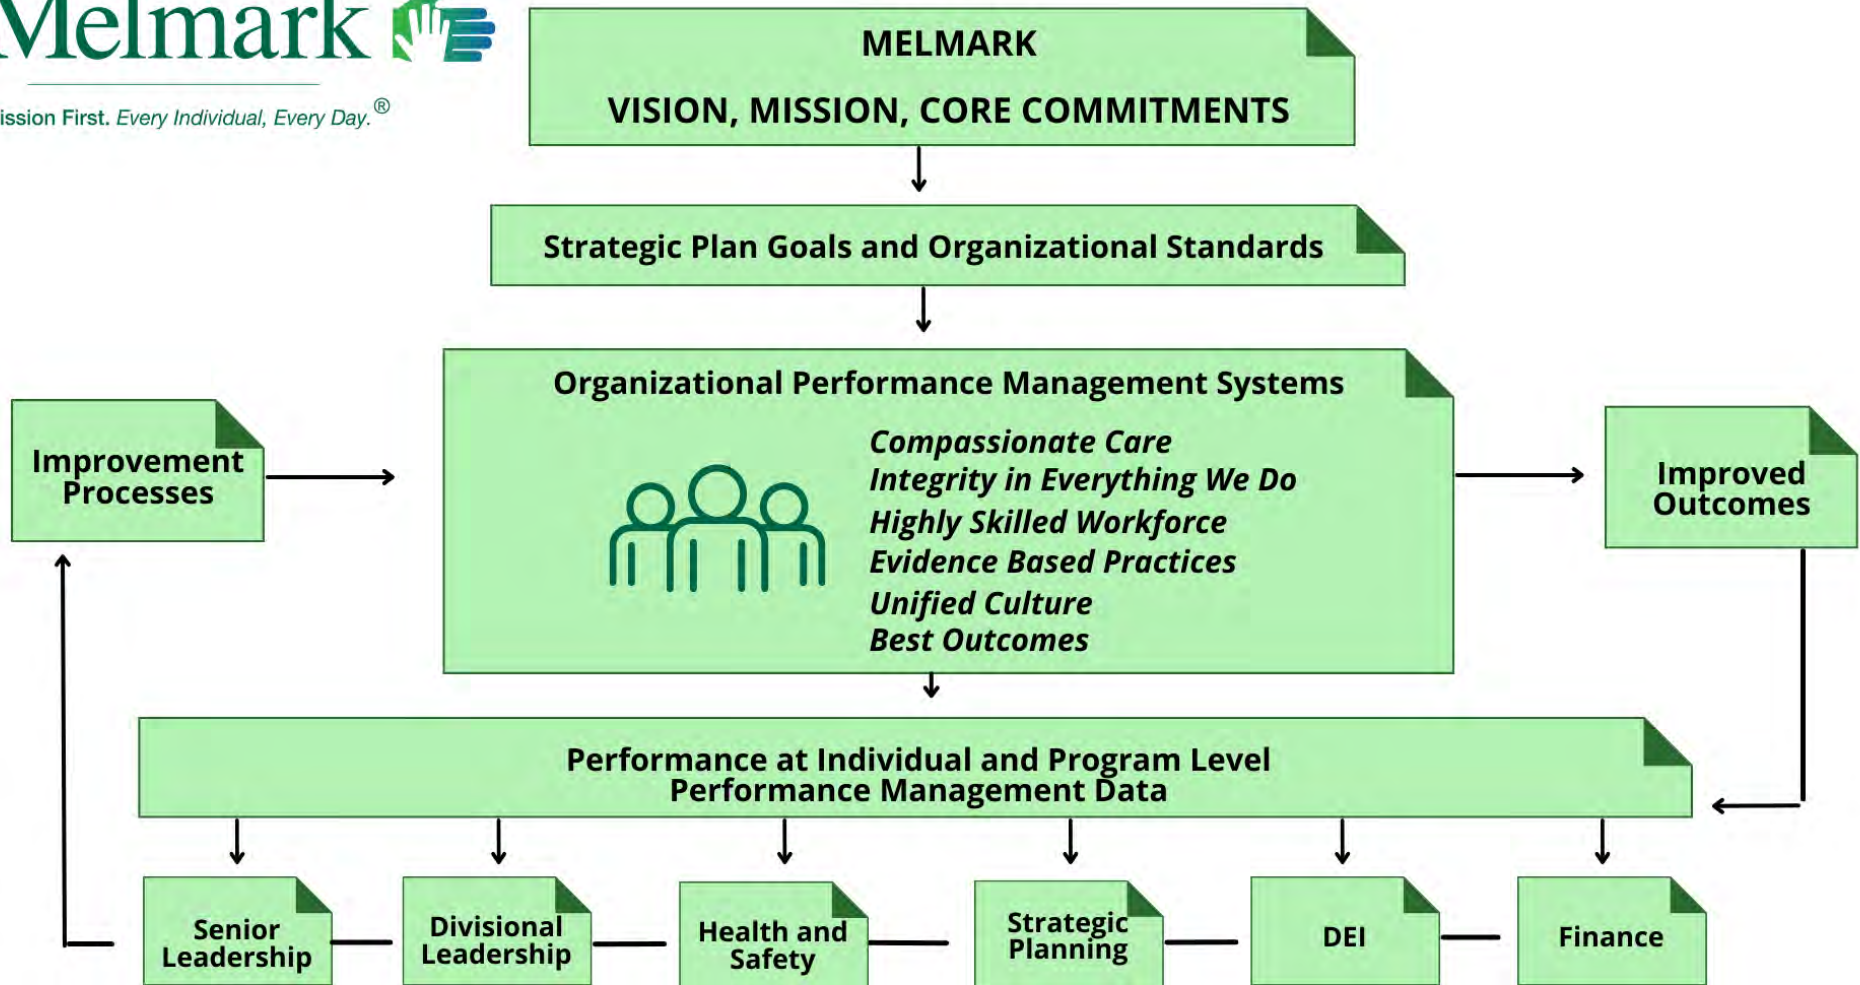 Melmark
ission First. Every Individual, Every Day.®
MELMARK
VISION, MISSION, CORE COMMITMENTS
Strategic Plan Goals and Organizational Standards
Organizational Performance Management Systems
Compassionate Care
Integrity in Everything We Do
Highly Skilled Workforce
Evidence Based Practices
Unified Culture
Best Outcomes
Improvement
Processes
Improved
Outcomes
Performance at Individual and Program Level
Performance Management Data
Senior
Leadership
Divisional
Leadership
Health and
Safety
Strategic
Planning
DEI
Finance